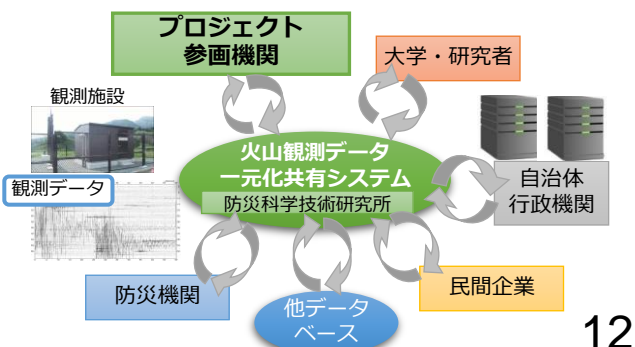 プロジェクト
参画機関
大学・研究者
観測施設
火山観測データ
一元化共有システム
防災科学技術研究所
観測データ
自治体
行政機関
防災機関
他データ
ベース
民間企業
12